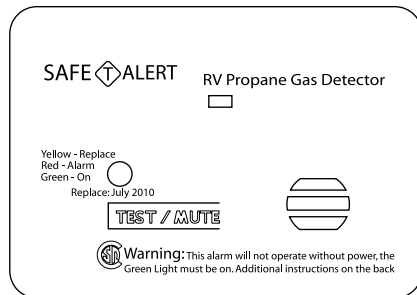 SAFE T ALERT
RV Propane Gas Detector
Yellow - Replace
Red - Alarm
Green - On
Replace: July 2010
TEST / MUTE
Warning: This alarm will not operate without power, the
Green Light must be on. Additional instructions on the back